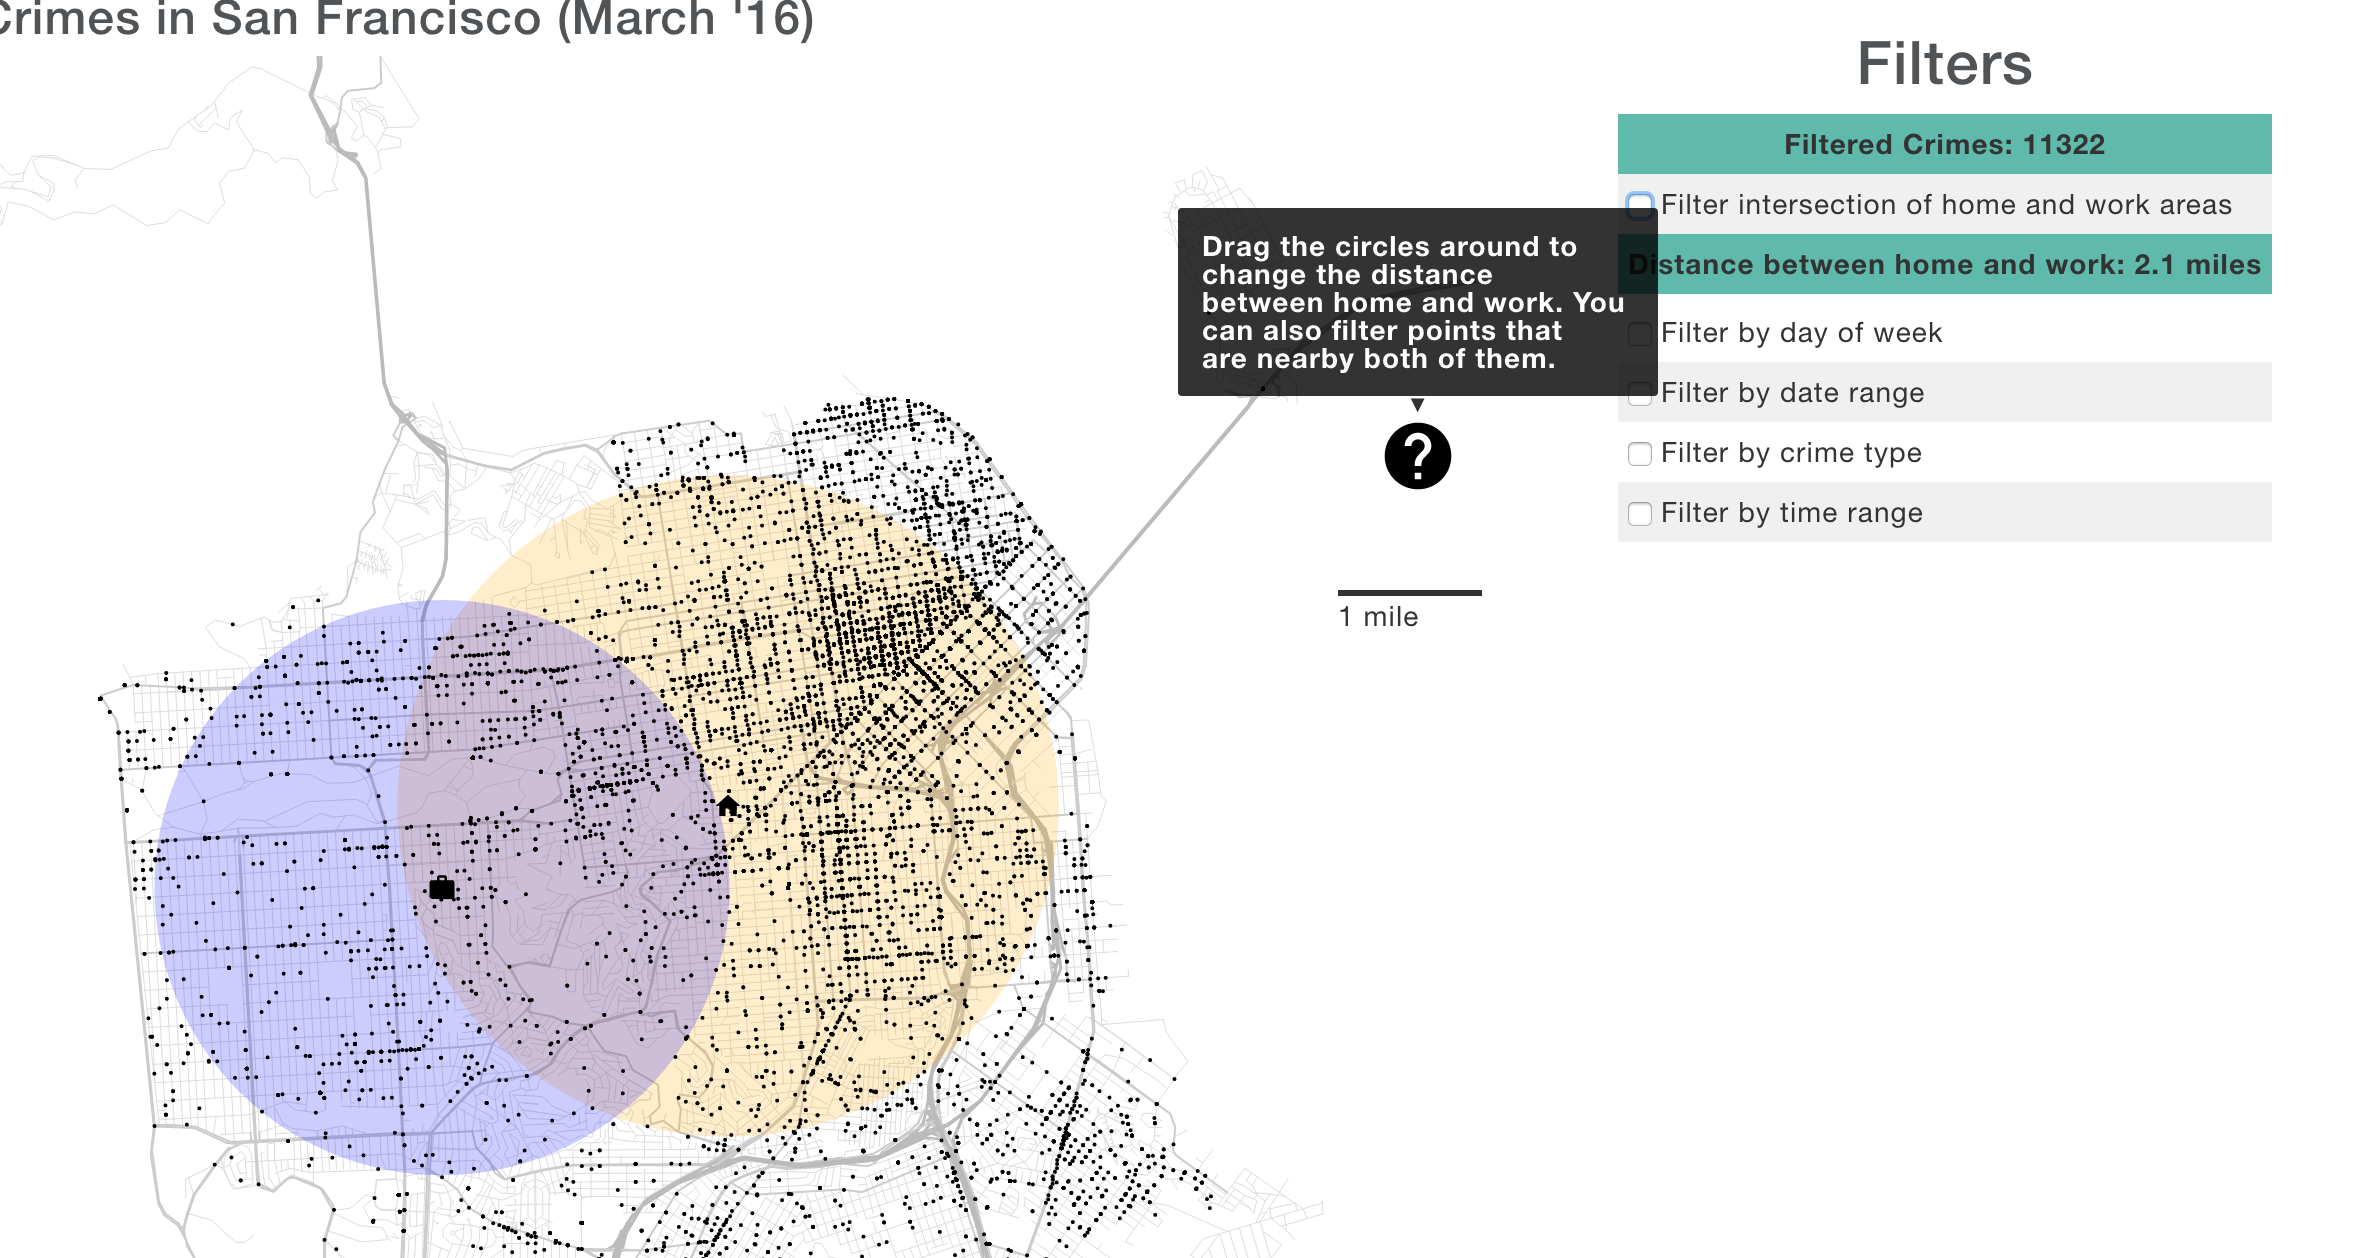 Crimes in San Francisco (March '16)
Filters
Filtered Crimes: 11322
Filter intersection of home and work areas
Distance between home and work: 2.1 miles
Filter by day of week
Filter by date range
Filter by crime type
Filter by time range
Drag the circles around to
change the distance
between home and work. You
can also filter points that
are nearby both of them.
?
1 mile